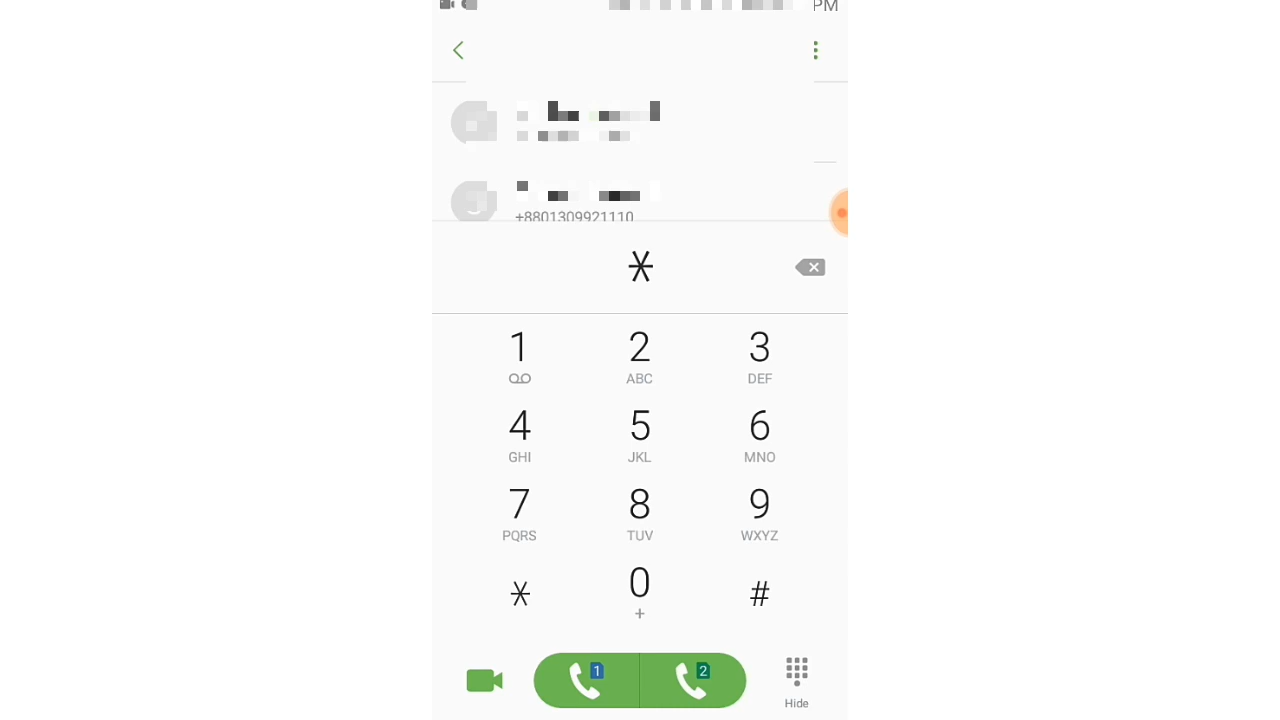 PM
+8801309921110
*
1
2
ABC
3
DEF
4
GHI
5
JKL
6
MNO
7
PQRS
8
TUV
9
WXYZ
*
0
+
#
1
2
Hide